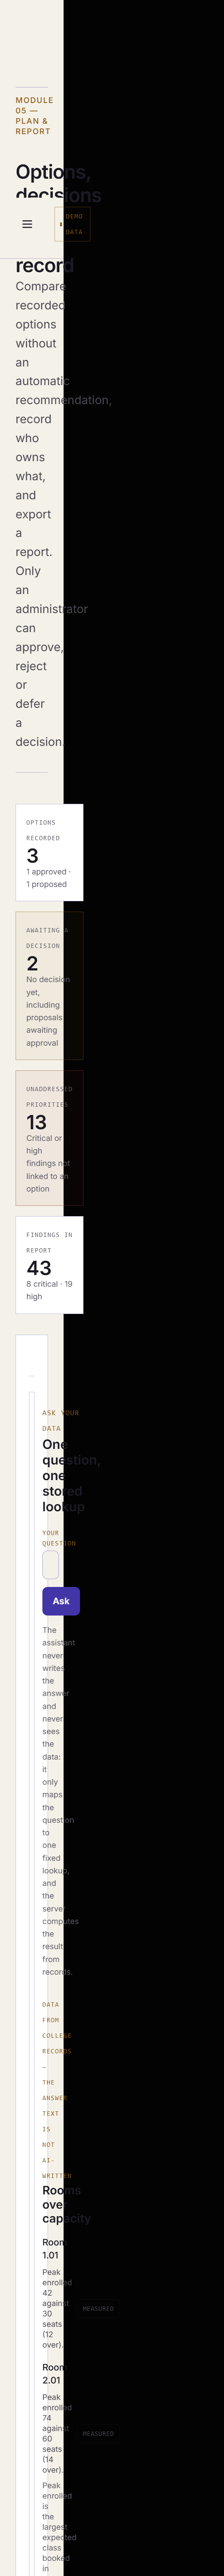 MODULE
05 —
PLAN &
REPORT
Options,
decisions
DEMO
DATA
record
Compare
recorded
options
without
an
automatic
recommendation,
record
who
owns
what,
and
export
a
report.
Only
an
administrator
can
approve,
reject
or
defer
a
decision.
OPTIONS
RECORDED
3
1 approved ·
1 proposed
AWAITING A
DECISION
2
No decision
yet,
including
proposals
awaiting
approval
UNADDRESSED
PRIORITIES
13
Critical or
high
findings not
linked to an
option
FINDINGS IN
REPORT
43
8 critical · 19
high
ASK YOUR
DATA
One
question,
one
stored
lookup
YOUR
QUESTION
Ask
The
assistant
never
writes
the
answer
and
never
sees
the
data:
it
only
maps
the
question
to
one
fixed
lookup,
and
the
server
computes
the
result
from
records.
DATA
FROM
COLLEGE
RECORDS
—
THE
ANSWER
TEXT
IS
NOT
AI-
WRITTEN
Rooms
over
capacity
Room
1.01
Peak
enrolled
42
against
30
seats
(12
over).
MEASURED
Room
2.01
Peak
enrolled
74
against
60
seats
(14
over).
MEASURED
Peak
enrolled
is
the
largest
expected
class
booked
in